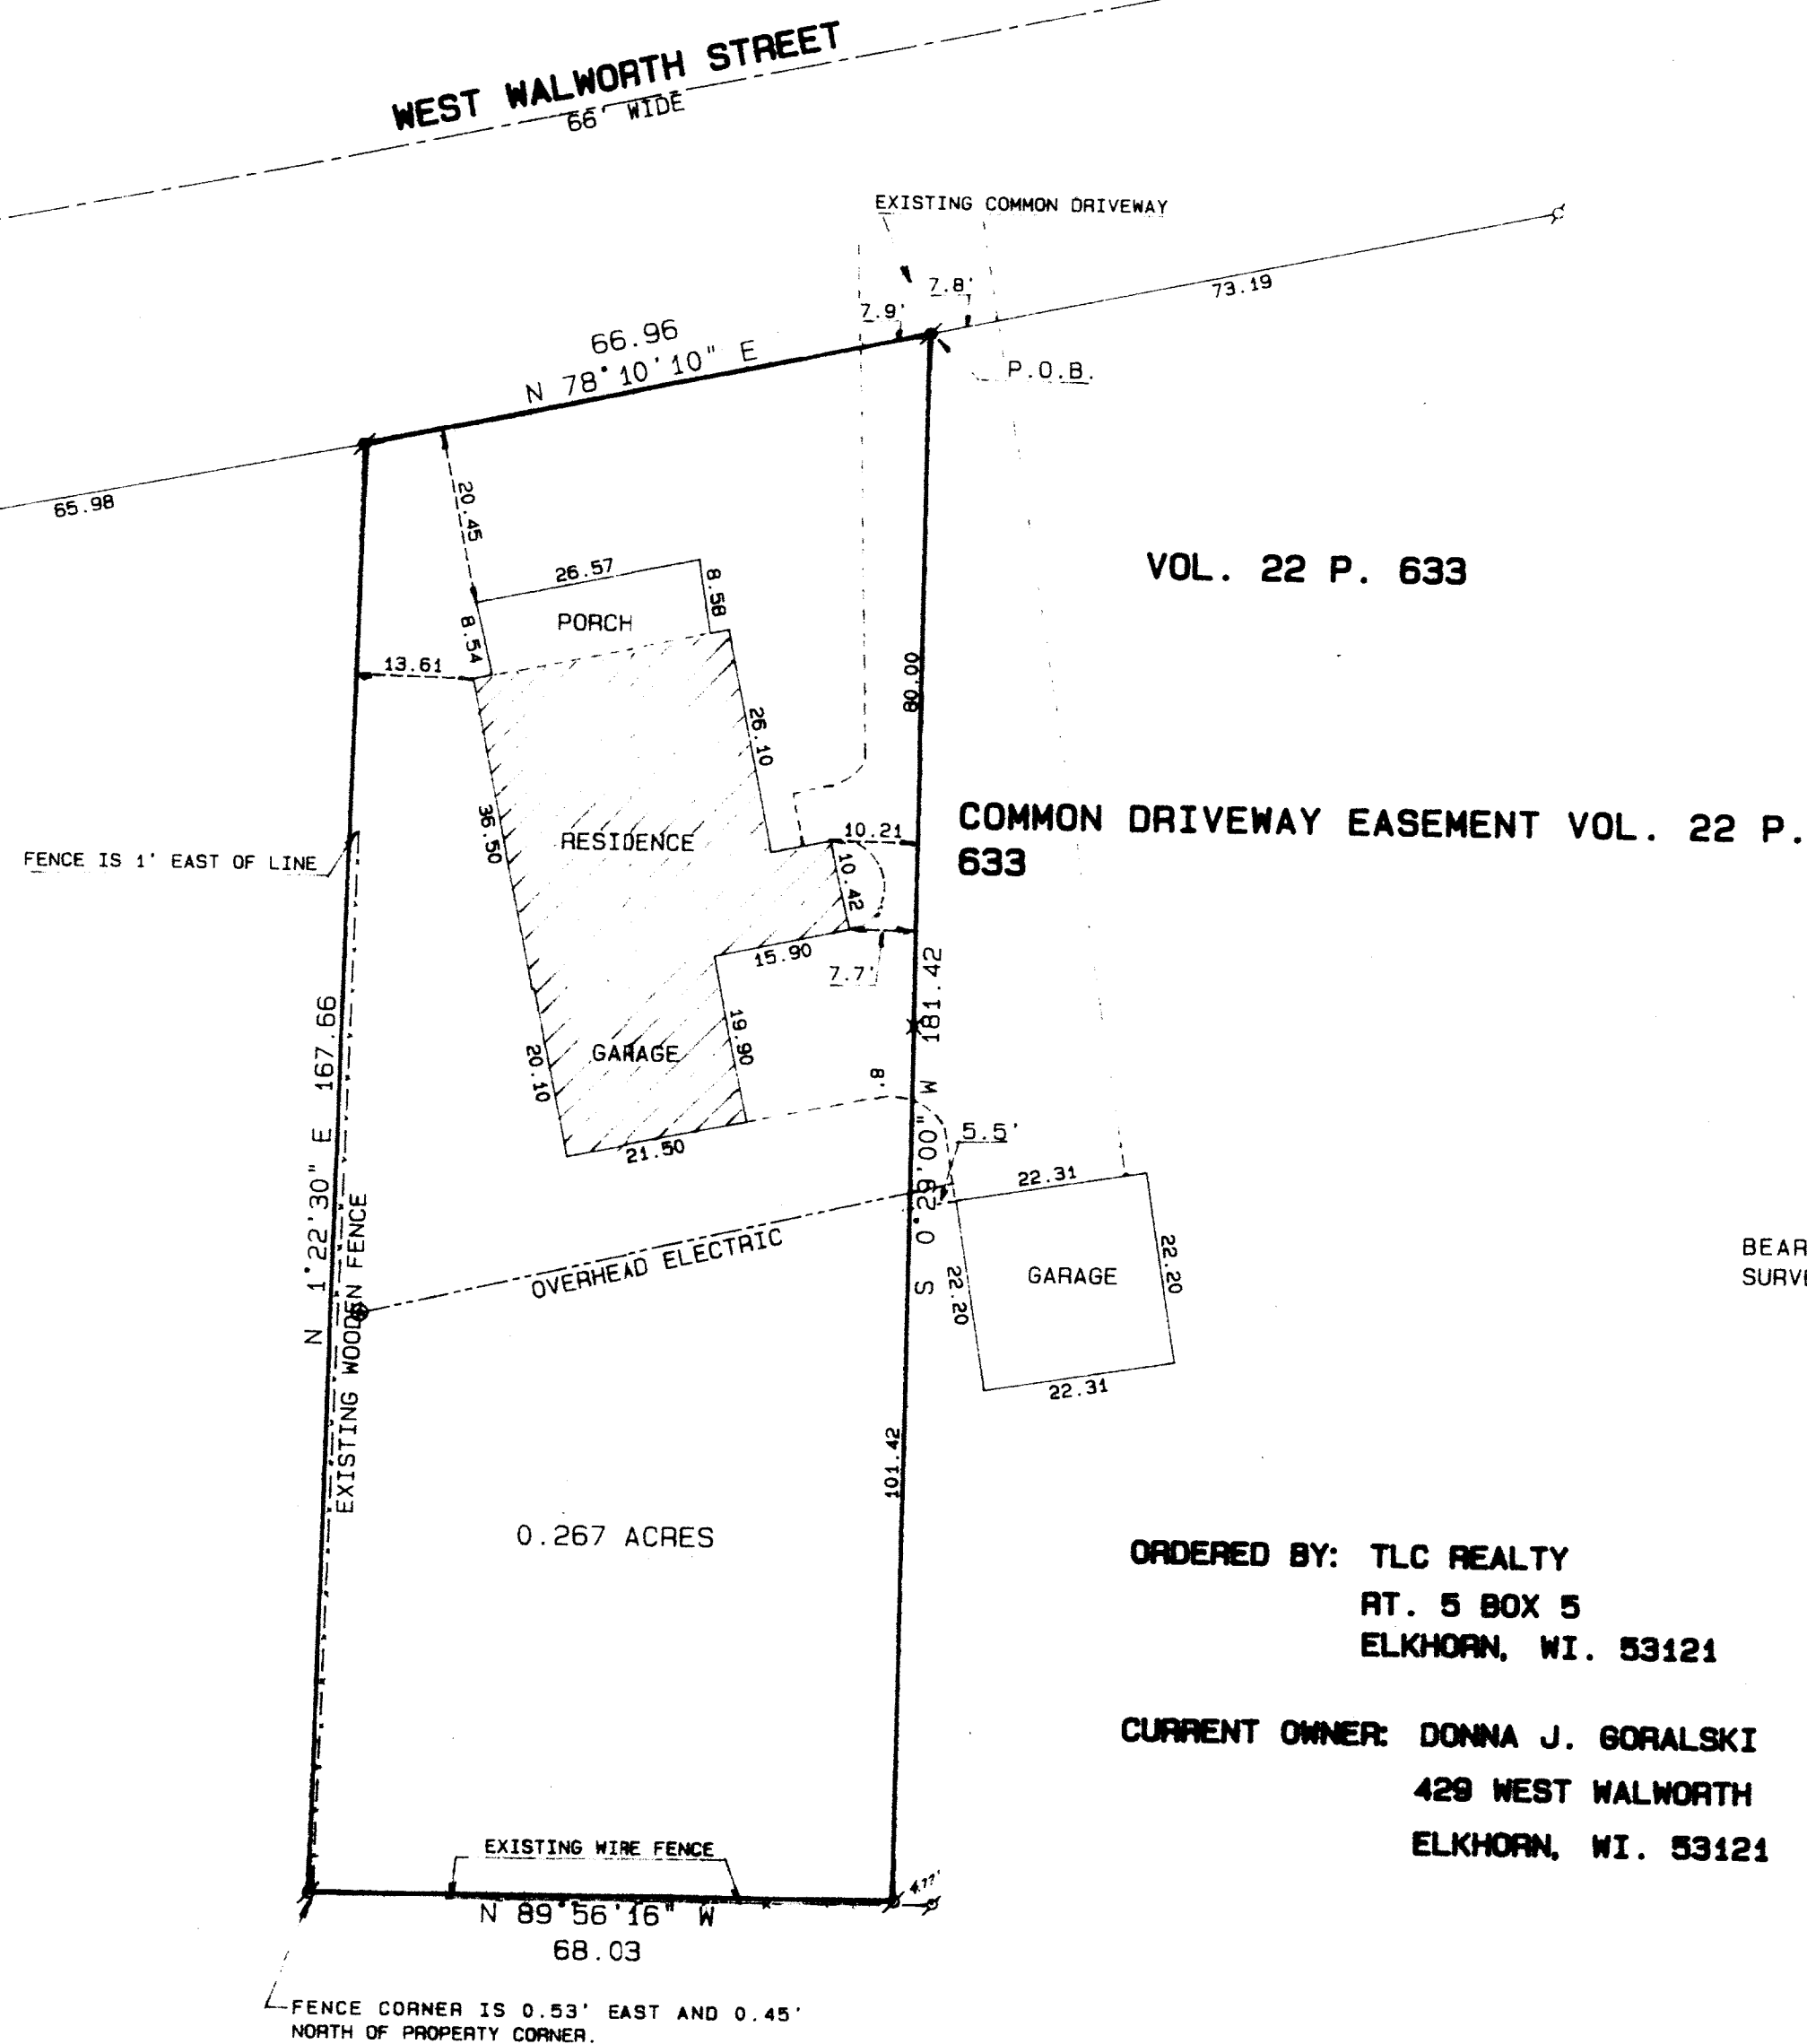 WEST WALWORTH STREET
66' WIDE
EXISTING COMMON DRIVEWAY
7.8'
7.9'
73.19
66.96
N 78°10'10" E
P.O.B.
65.98
20.45
26.57
8.58
PORCH
8.54
13.61
VOL. 22 P. 633
80.00
26.10
36.50
RESIDENCE
10.21
10.42
COMMON DRIVEWAY EASEMENT VOL. 22 P.
633
FENCE IS 1' EAST OF LINE
15.90
7.7'
S 0°29'00" W 181.42
N 1°22'30" E 167.66
19.90
GARAGE
20.10
8'
21.50
5.5'
22.31
EXISTING WOODEN FENCE
OVERHEAD ELECTRIC
22.20
GARAGE
22.20
22.31
BEAR
SURVE
101.42
0.267 ACRES
ORDERED BY: TLC REALTY
RT. 5 BOX 5
ELKHORN, WI. 53121
CURRENT OWNER: DONNA J. GORALSKI
429 WEST WALWORTH
ELKHORN, WI. 53121
EXISTING WIRE FENCE
4.77'
N 89°56'16" W
68.03
FENCE CORNER IS 0.53' EAST AND 0.45'
NORTH OF PROPERTY CORNER.